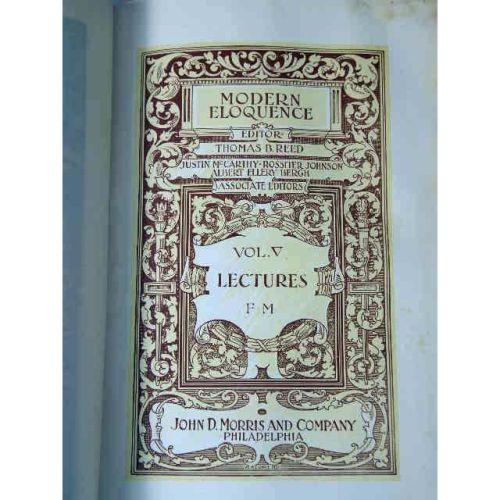 MODERN
ELOQUENCE
EDITOR
THOMAS B. REED
JUSTIN McCARTHY · ROSSITER JOHNSON
ALBERT ELLERY BERGH
ASSOCIATE EDITORS
VOL. V
LECTURES
F M
JOHN D. MORRIS AND COMPANY
PHILADELPHIA